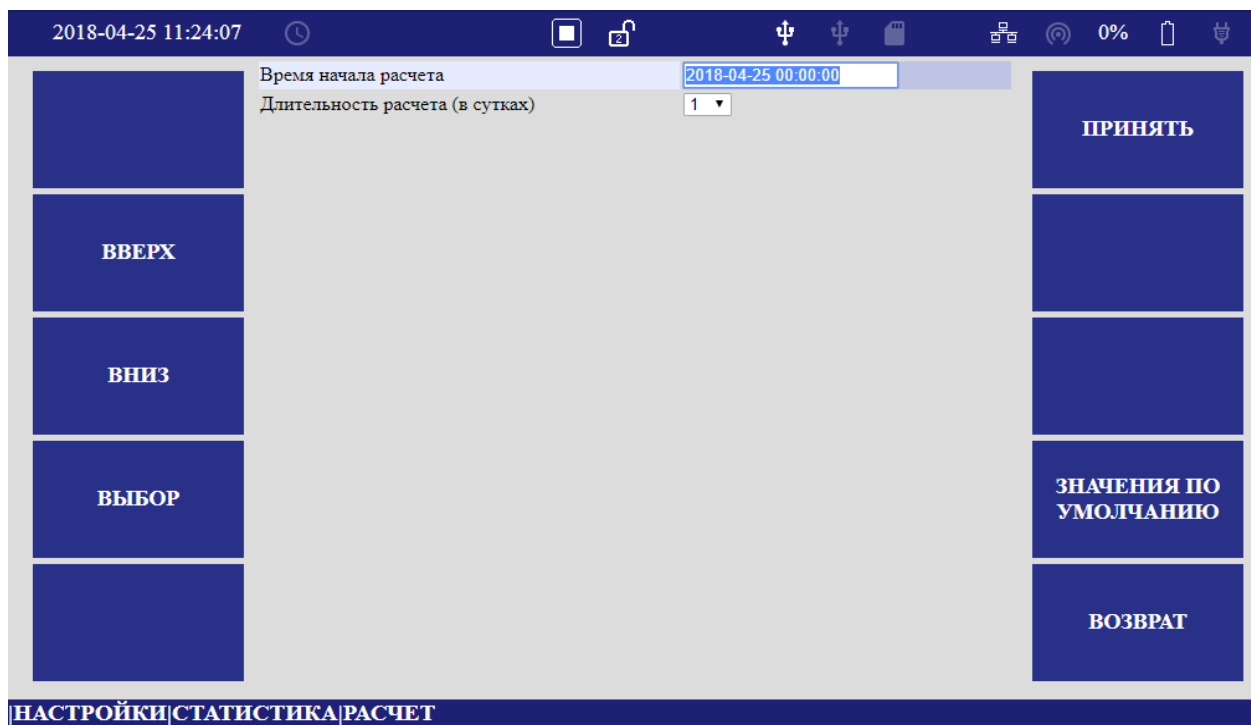 2018-04-25 11:24:07
2
0%
Время начала расчета
2018-04-25 00:00:00
Длительность расчета (в сутках)
1
ВВЕРХ
ВНИЗ
ВЫБОР
ПРИНЯТЬ
ЗНАЧЕНИЯ ПО
УМОЛЧАНИЮ
ВОЗВРАТ
|НАСТРОЙКИ|СТАТИСТИКА|РАСЧЕТ